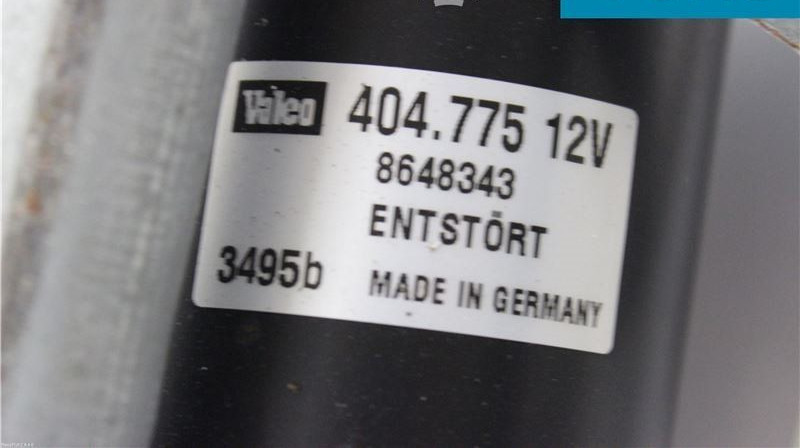 Valeo 404.775 12V
8648343
ENTSTÖRT
3495b MADE IN GERMANY